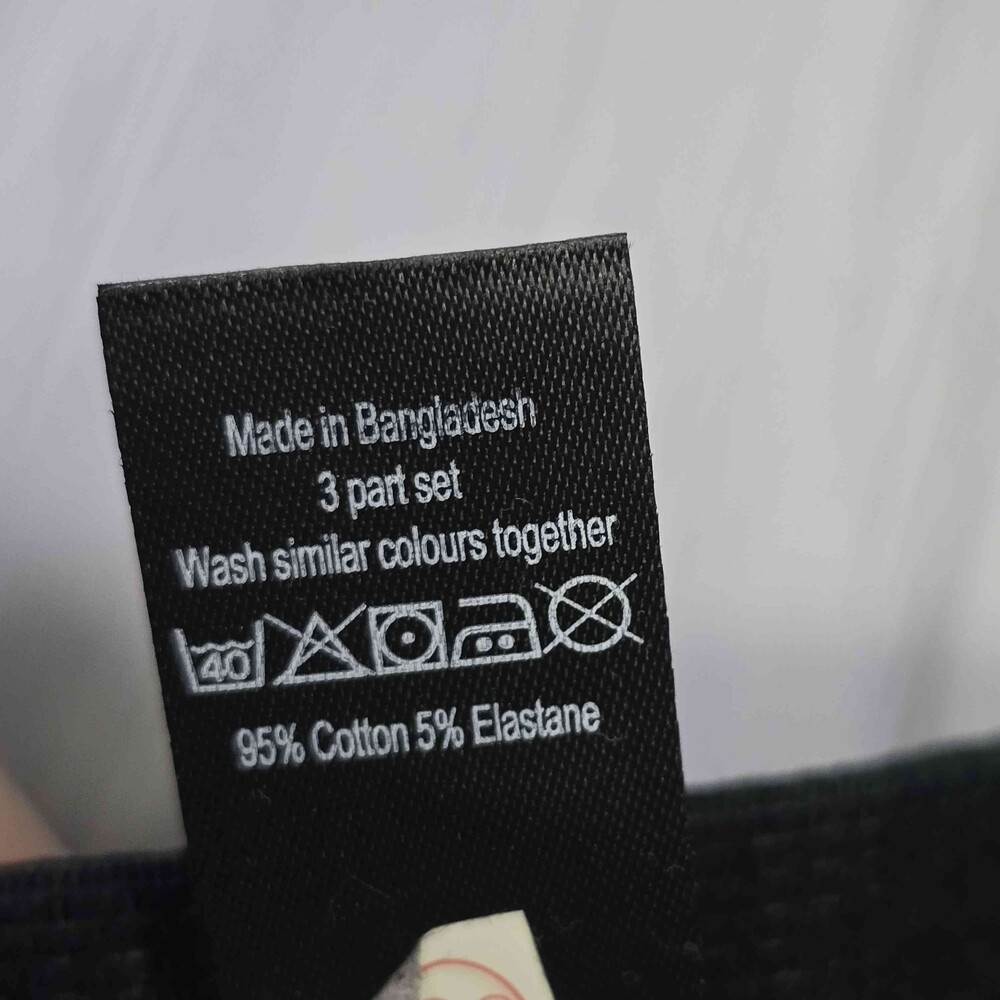 Made in Bangladesh
3 part set
Wash similar colours together
40
95% Cotton 5% Elastane